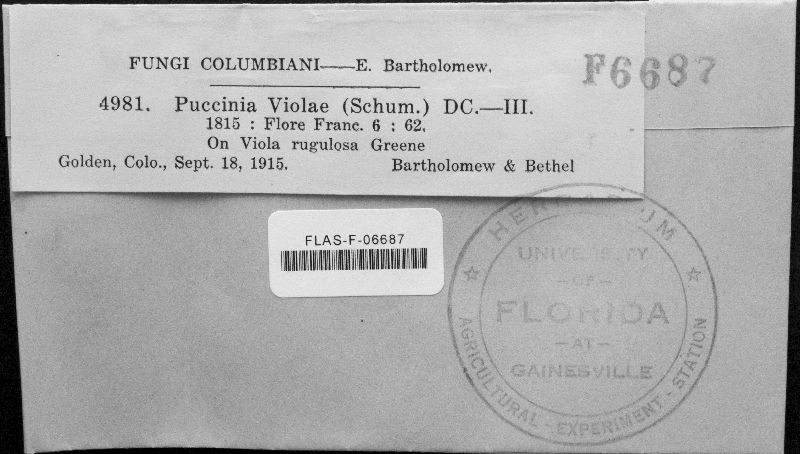 FUNGI COLUMBIANI——E. Bartholomew.
F6687
4981. Puccinia Violae (Schum.) DC.—III.
1815 : Flore Franc. 6 : 62.
On Viola rugulosa Greene
Golden, Colo., Sept. 18, 1915. Bartholomew & Bethel
FLAS-F-06687
HERBARIUM
UNIVERSITY
—OF—
FLORIDA
—AT—
GAINESVILLE
AGRICULTURAL - EXPERIMENT - STATION